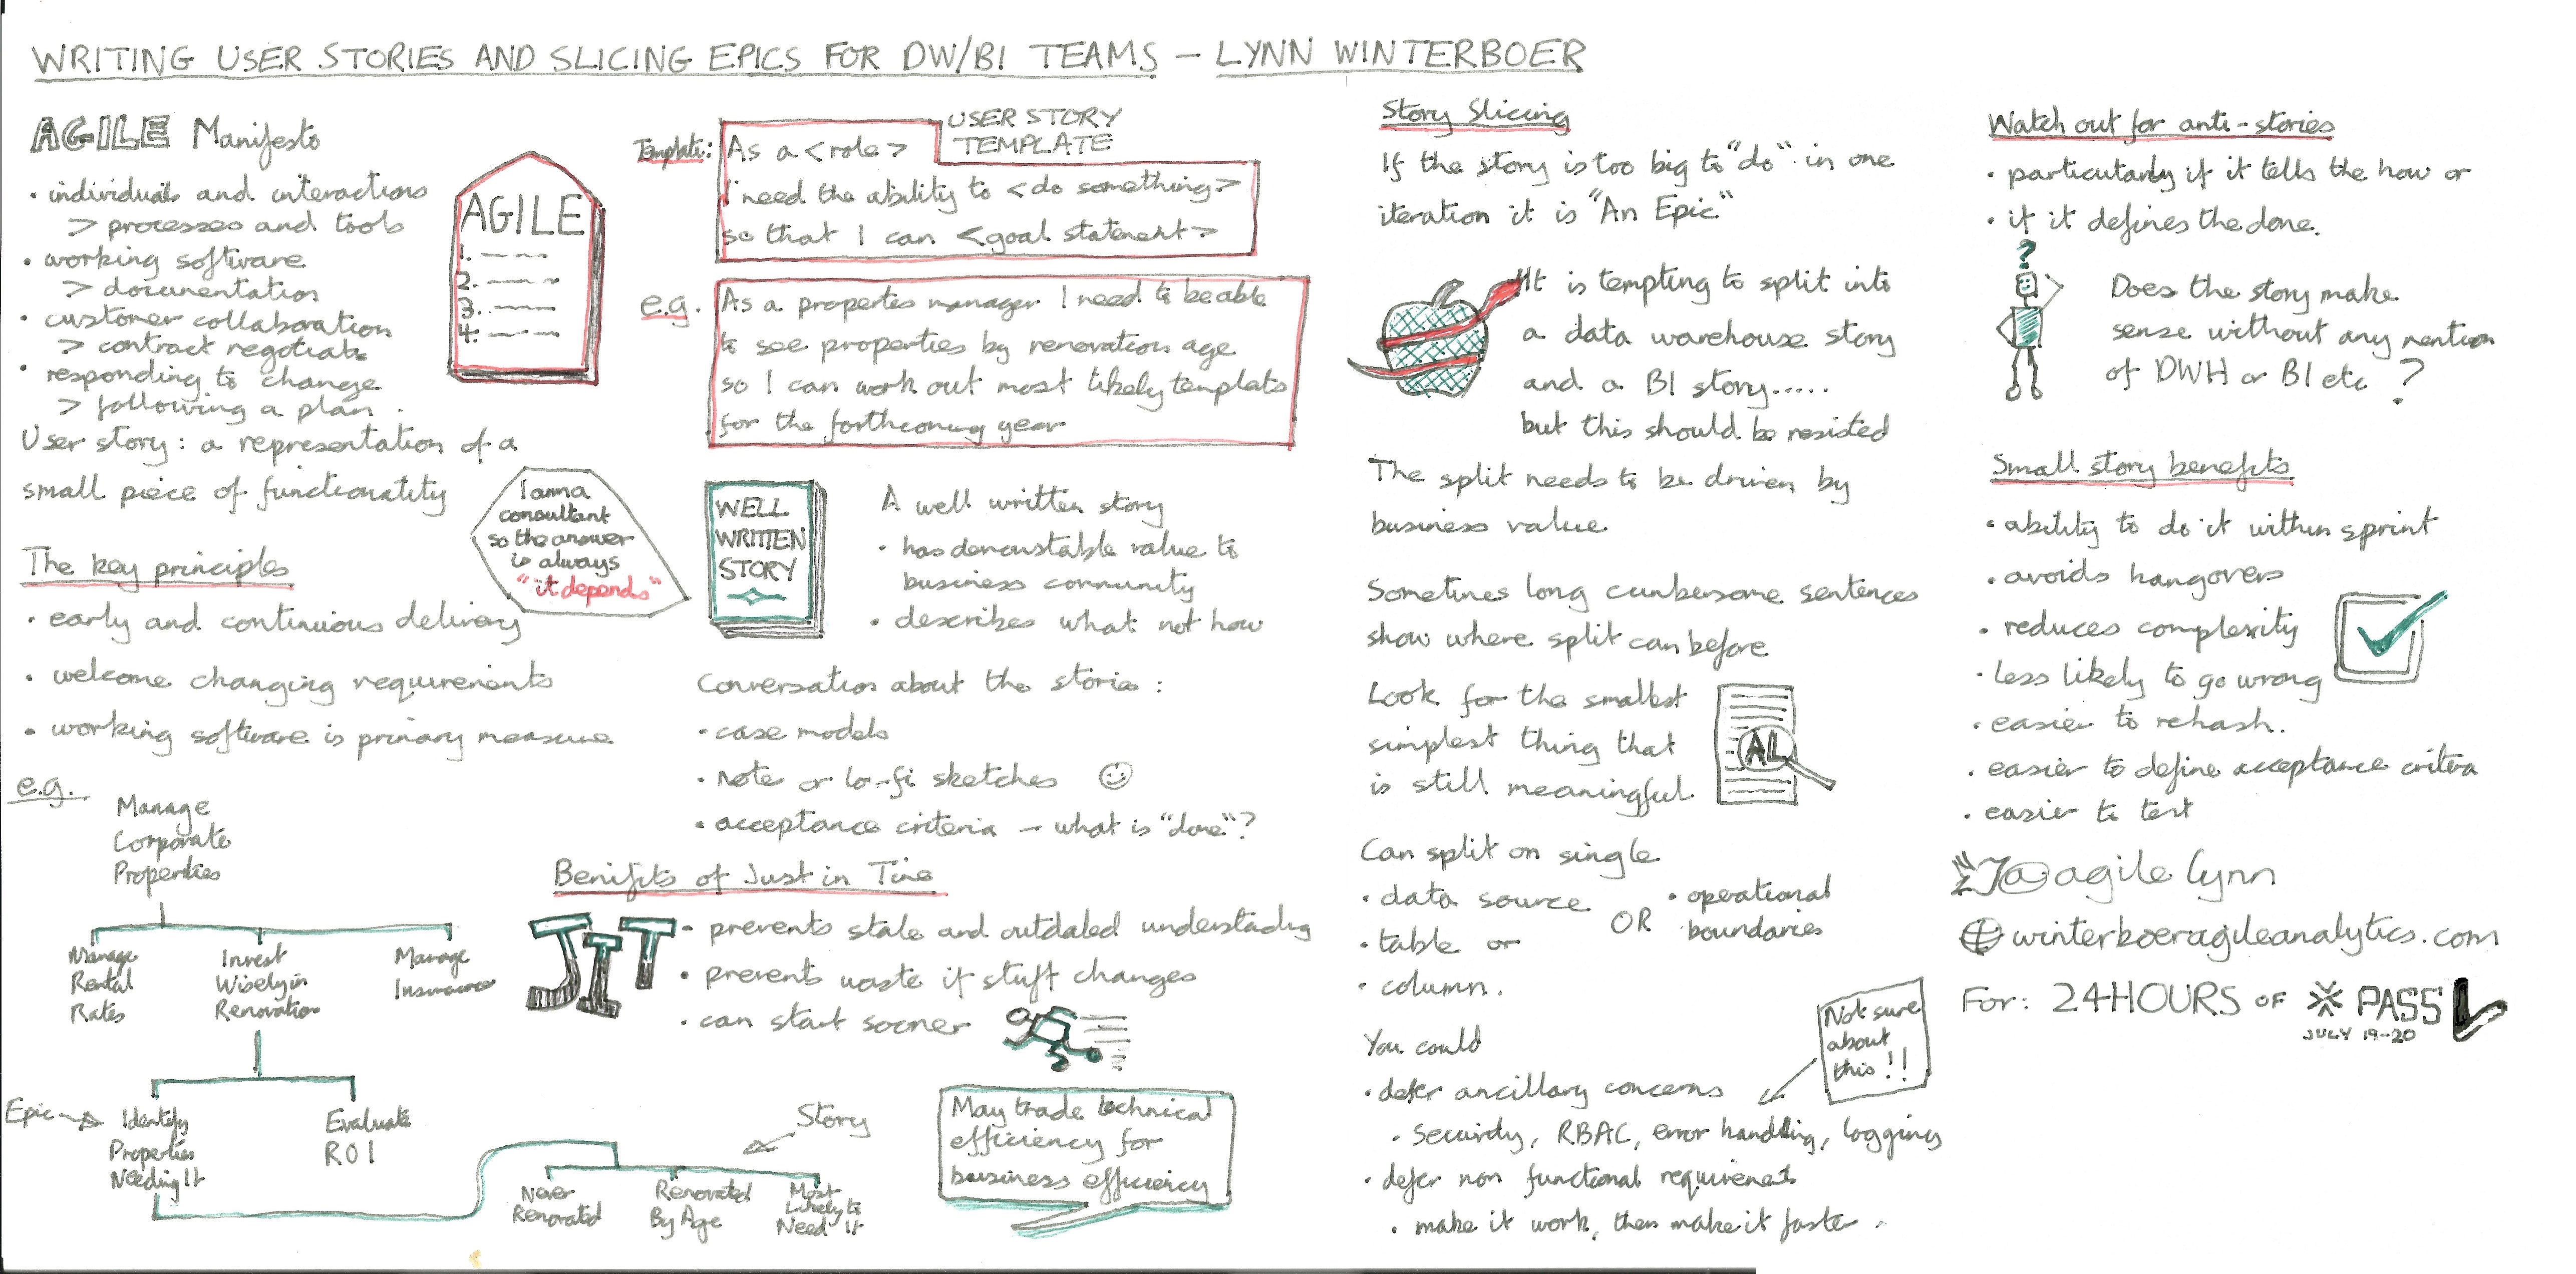 WRITING USER STORIES AND SLICING EPICS FOR DW/BI TEAMS – LYNN WINTERBOER
AGILE Manifesto
• individuals and interactions
> processes and tools
• working software
> documentation
• customer collaboration
> contract negotiat
• responding to change
> following a plan.
AGILE
1.
2.
3.
4.
User story: a representation of a
small piece of functionality
I am a
consultant
so the answer
is always
"it depends"
The key principles
• early and continuous delivery
• welcome changing requirements
• working software is primary measure
e.g.
Manage
Corporate
Properties
Manage
Rental
Rates
Invest
Wisely in
Renovation
Manage
Insurance
Epic
Identify
Properties
Needing It
Evaluate
ROI
Story
Never
Renovated
Renovated
By Age
Most
Likely to
Need It
USER STORY
TEMPLATE
Template:
As a <role>
I need the ability to <do something>
so that I can <goal statement>
e.g.
As a properties manager I need to be able
to see properties by renovation age
so I can work out most likely template
for the forthcoming year
WELL
WRITTEN
STORY
A well written story
• has demonstable value to
business community
• describes what not how
Conversation about the stories:
• case models
• note or lo-fi sketches
• acceptance criteria – what is "done"?
Benifits of Just in Time
JIT
• prevents stale and outdated understading
• prevents waste if stuff changes
• can start sooner
May trade technical
efficiency for
business efficiency
Story Slicing
If the story is too big to "do" in one
iteration it is "An Epic"
It is tempting to split into
a data warehouse story
and a BI story.....
but this should be resisted
The split needs to be driven by
business value
Sometimes long cumbersome sentences
show where split can before
Look for the smallest
simplest thing that
is still meaningful
AL
Can split on single
• data source
• table or
• column.
OR
• operational
boundaries
You could
• defer ancillary concerns
• security, RBAC, error handling, logging
• defer non functional requirement
• make it work, then make it faster.
Not sure
about
this!!
Watch out for anti-stories
• particularly if it tells the how or
• if it defines the done.
?
Does the story make
sense without any mention
of DWH or BI etc ?
Small story benefits
• ability to do it within sprint
• avoids hangovers
• reduces complexity
• less likely to go wrong
• easier to rehash.
• easier to define acceptance critera
• easier to test
@agilelynn
winterboeragileanalytics.com
For: 24HOURS OF PASS
JULY 19-20